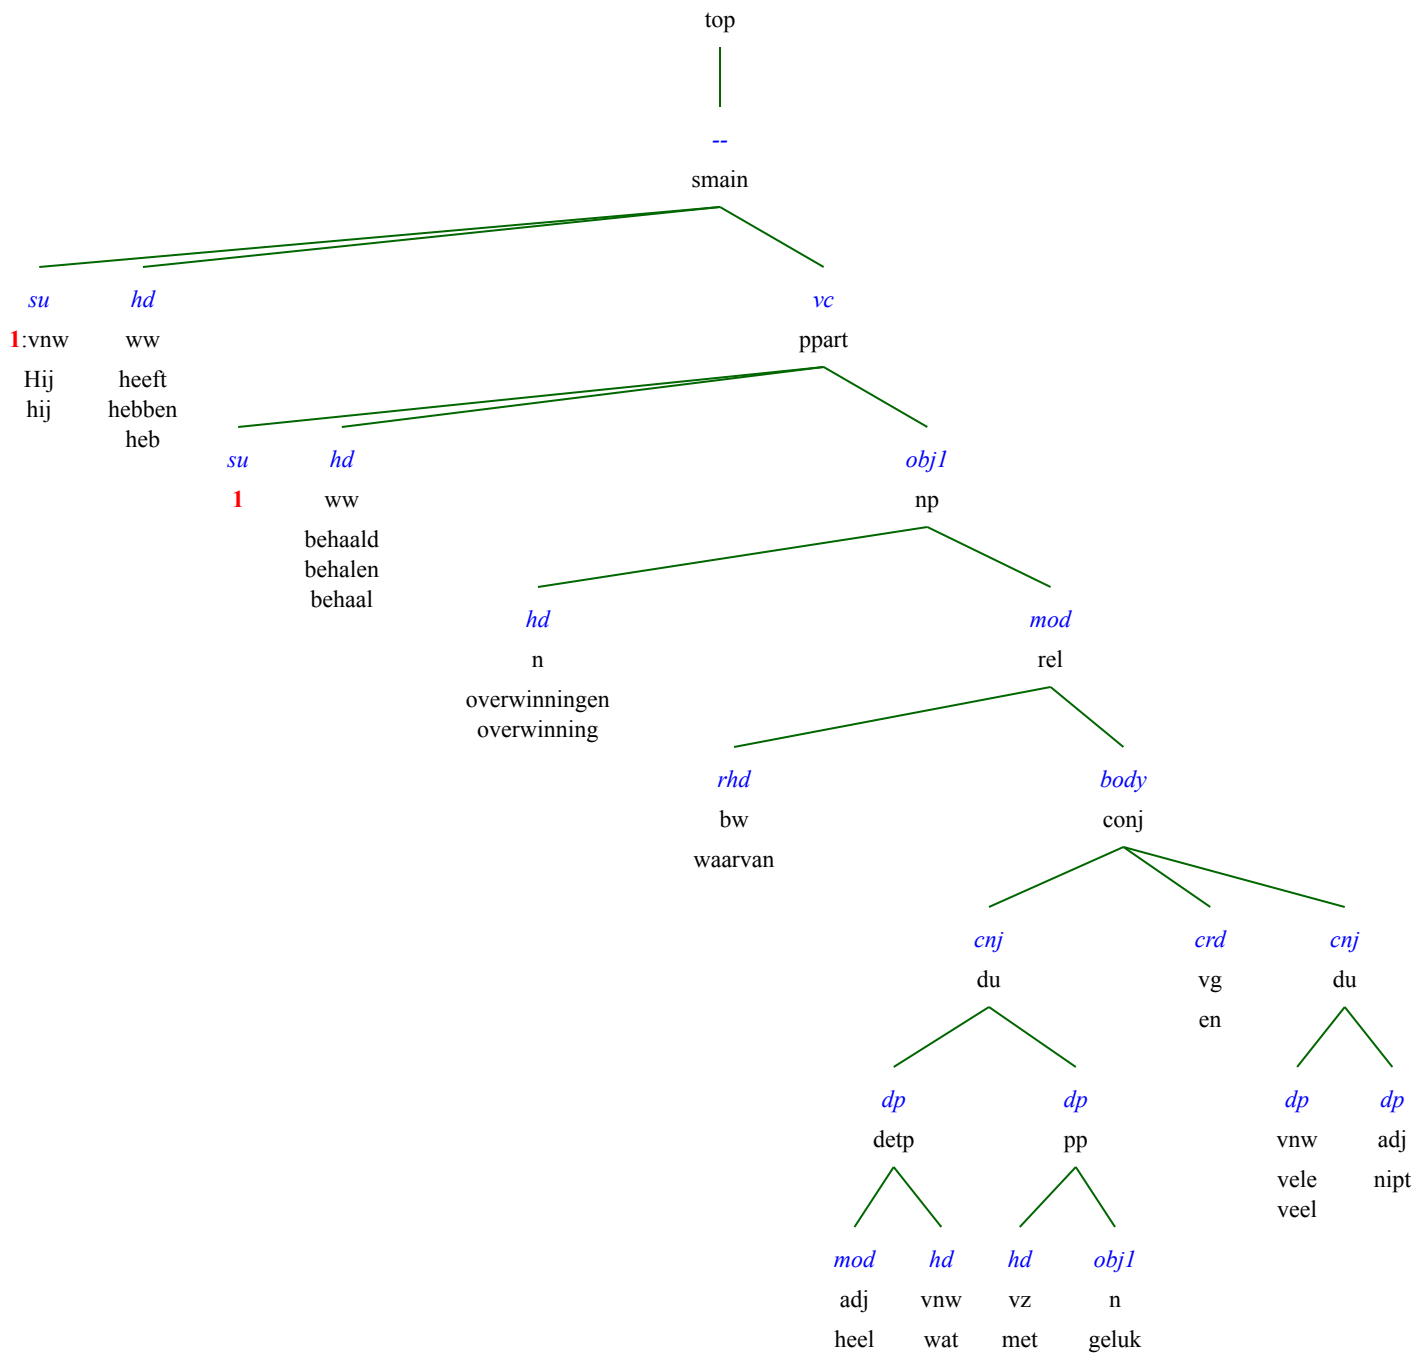 top
--
smain
su hd vc
1:vnw ww ppart
Hij heeft
hij hebben
heb
su hd obj1
1 ww np
behaald
behalen
behaal
hd mod
n rel
overwinningen
overwinning
rhd body
bw conj
waarvan
cnj crd cnj
du vg du
en
dp dp dp dp
detp pp vnw adj
vele nipt
veel
mod hd hd obj1
adj vnw vz n
heel wat met geluk